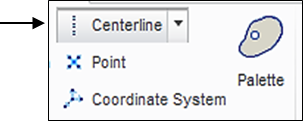 Centerline
Point
Coordinate System
Palette